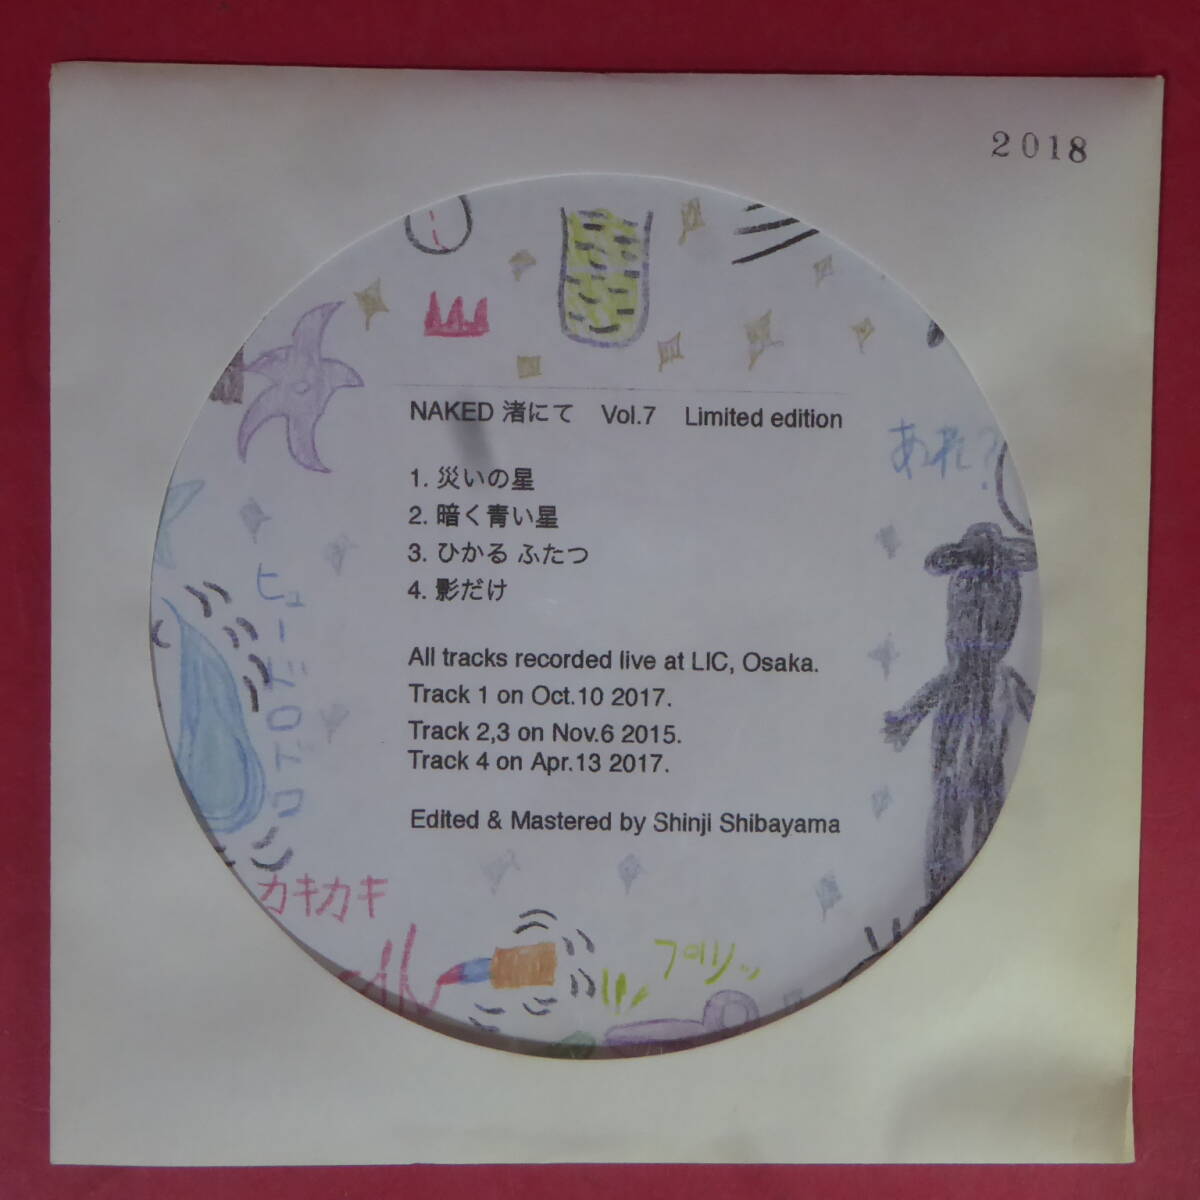 2018
NAKED 渚にて Vol.7 Limited edition
1. 災いの星
2. 暗く青い星
3. ひかる ふたつ
4. 影だけ
All tracks recorded live at LIC, Osaka.
Track 1 on Oct.10 2017.
Track 2,3 on Nov.6 2015.
Track 4 on Apr.13 2017.
Edited & Mastered by Shinji Shibayama
あれ?
カキカキ